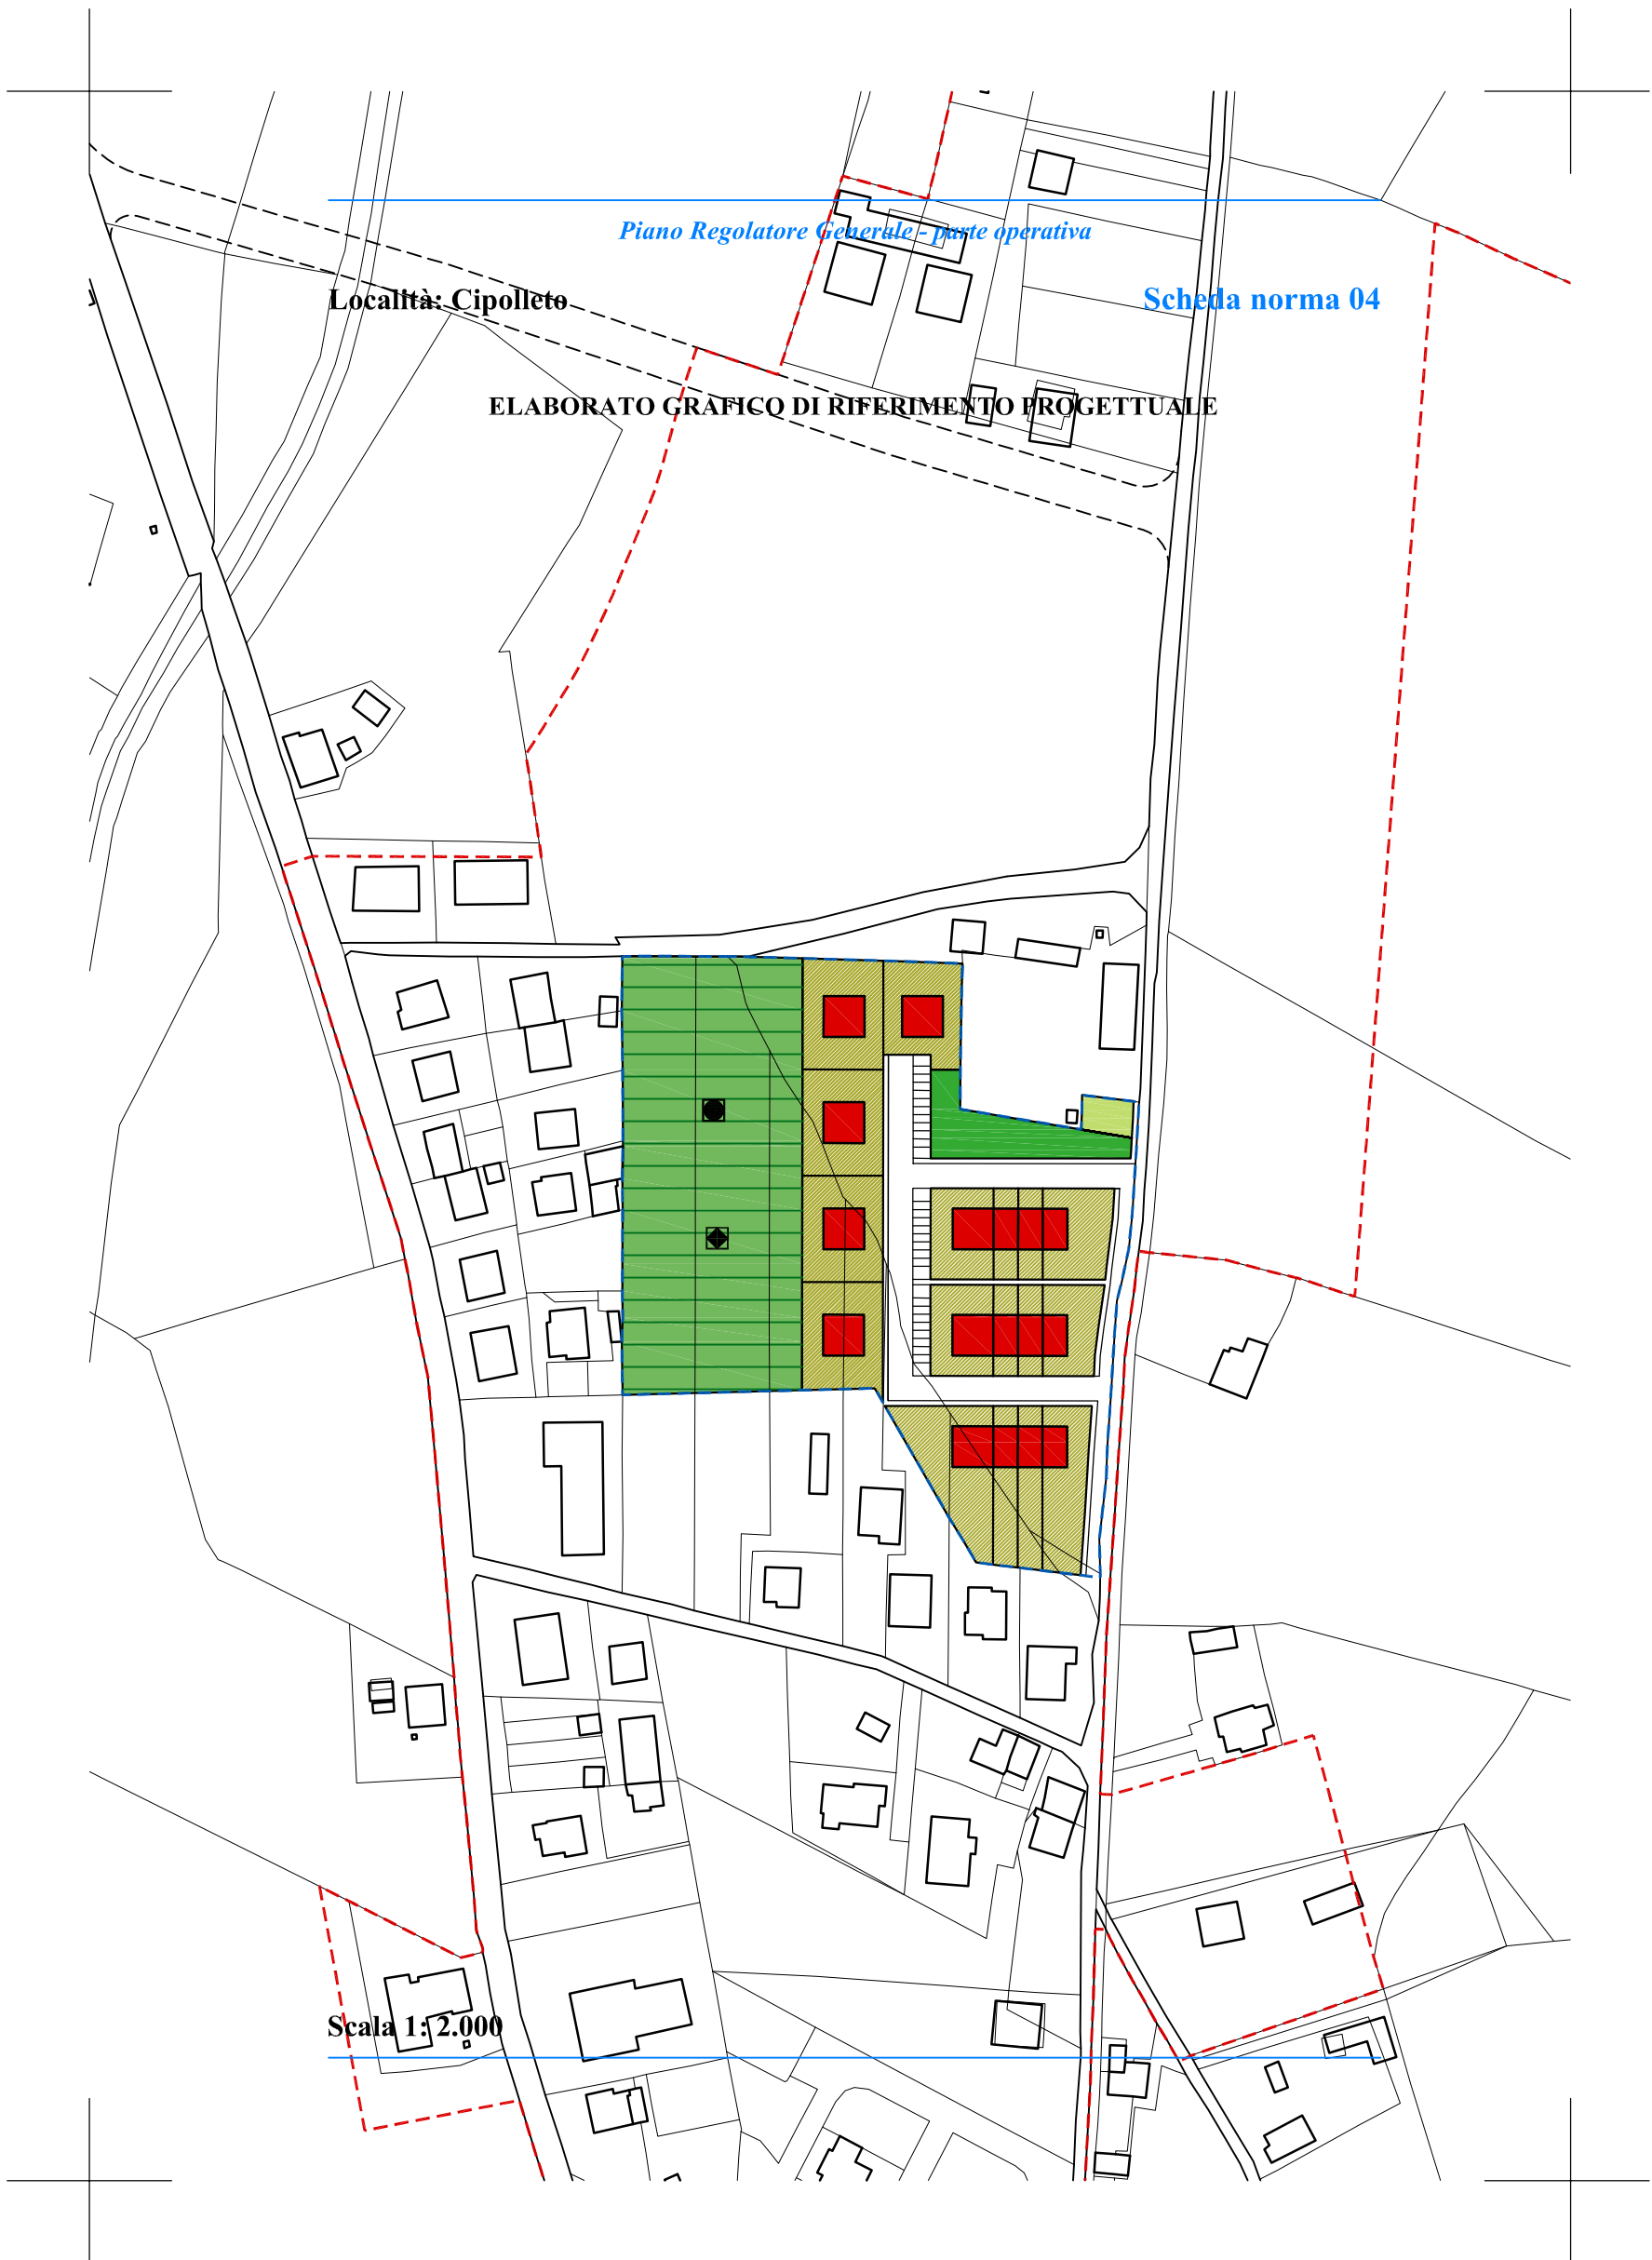 Piano Regolatore Generale - parte operativa
Località: Cipolleto
Scheda norma 04
ELABORATO GRAFICO DI RIFERIMENTO PROGETTUALE
Scala 1: 2.000